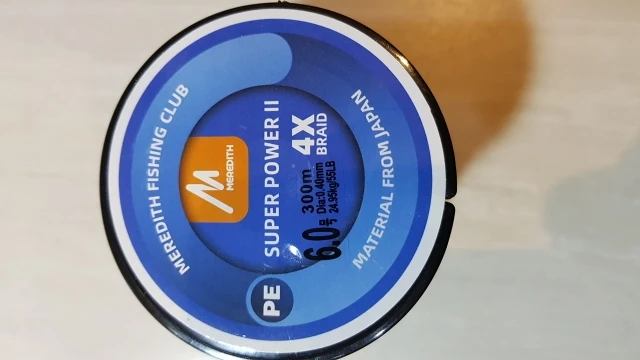 MEREDITH FISHING CLUB
MEREDITH
SUPER POWER II
PE
6.0号
300m
Dia:0.40mm
24.95kg/55LB
4X
BRAID
MATERIAL FROM JAPAN